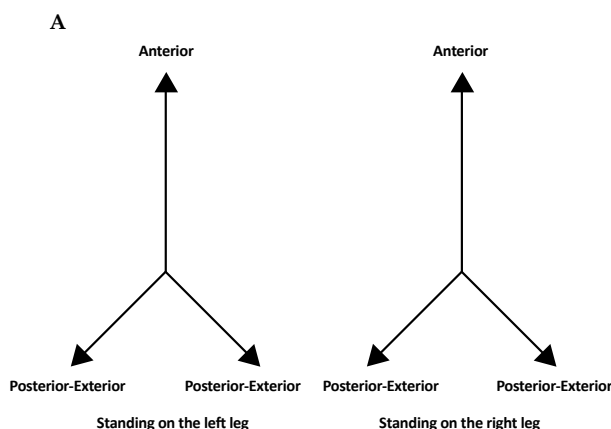 A
Anterior Anterior
Posterior-Exterior Posterior-Exterior Posterior-Exterior Posterior-Exterior
Standing on the left leg Standing on the right leg